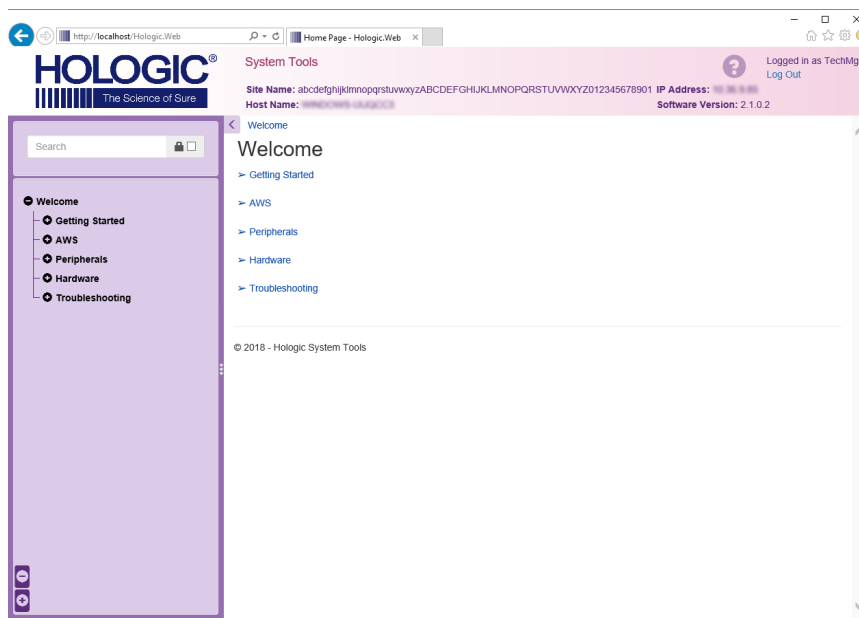 http://localhost/Hologic.Web
Home Page - Hologic.Web
HOLOGIC®
The Science of Sure
System Tools
Logged in as TechMg
Log Out
Site Name: abcdefghijklmnopqrstuvwxyzABCDEFGHIJKLMNOPQRSTUVWXYZ012345678901 IP Address:
Host Name:
Software Version: 2.1.0.2
Search
Welcome
Getting Started
AWS
Peripherals
Hardware
Troubleshooting
Welcome
Welcome
➢ Getting Started
➢ AWS
➢ Peripherals
➢ Hardware
➢ Troubleshooting
© 2018 - Hologic System Tools